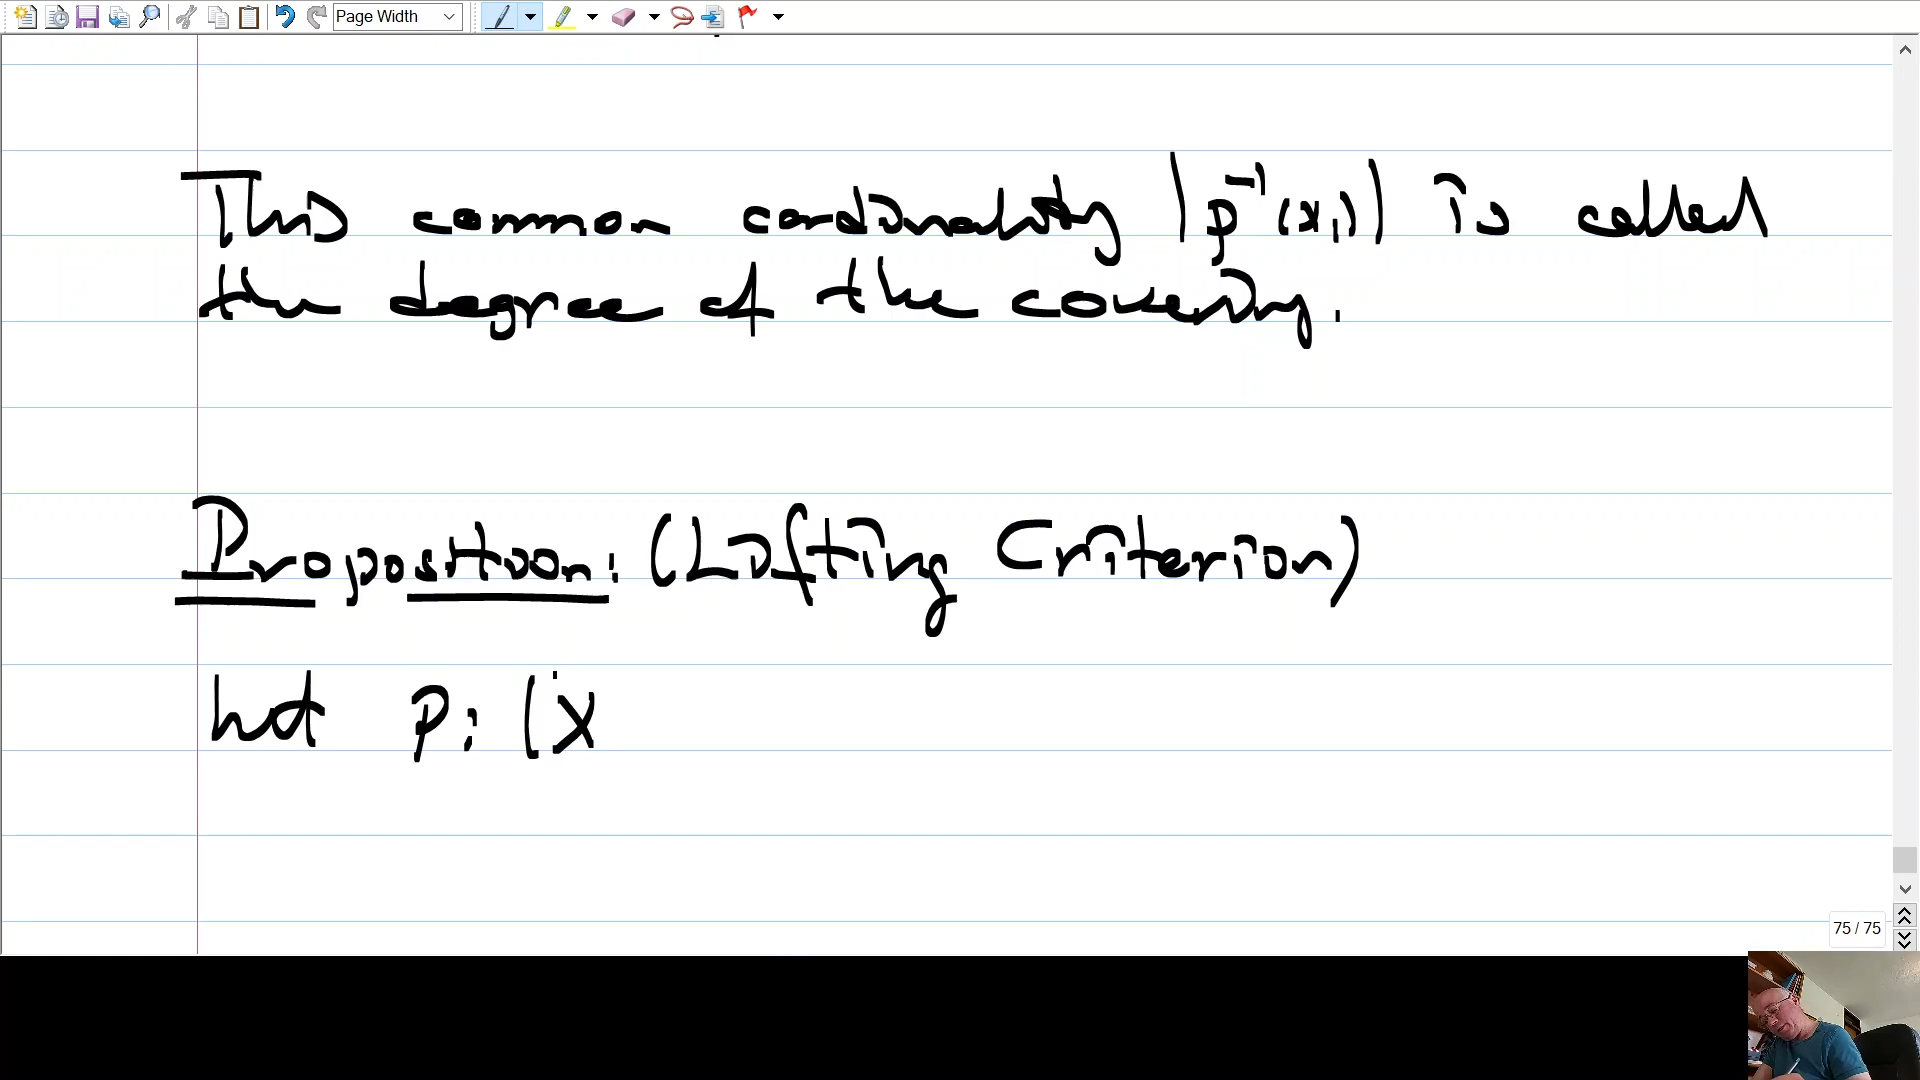 Page Width
This common cardinality |p⁻¹(x₁)| is called
the degree of the covering.
Proposition: (Lifting Criterion)
Let p: (X
75 / 75